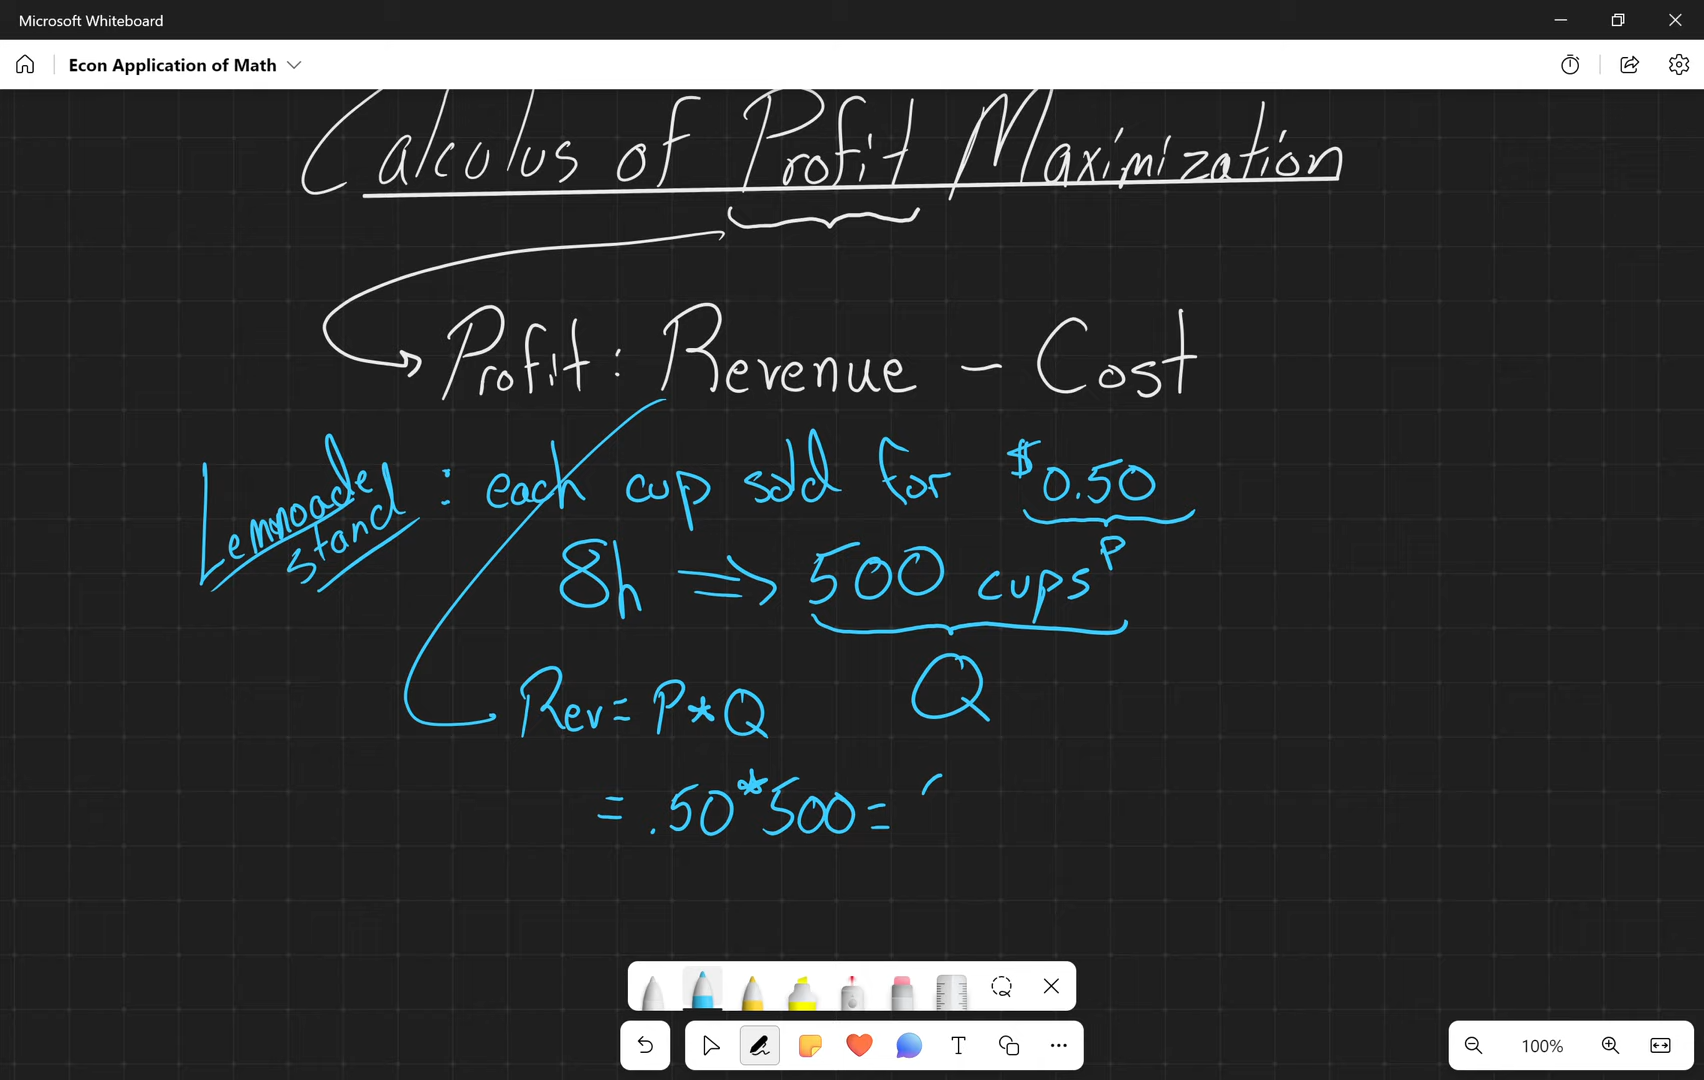 Microsoft Whiteboard
Econ Application of Math
Calculus of Profit Maximization
Profit: Revenue - Cost
Lemnoade stand : each cup sold for $0.50
P
8h => 500 cups
Q
Rev = P * Q
= .50 * 500 =
100%